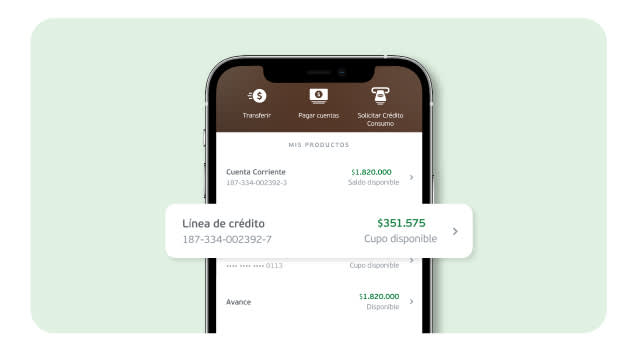 Transferir
Pagar cuentas
Solicitar Crédito
Consumo
MIS PRODUCTOS
Cuenta Corriente
$1.820.000
187-334-002392-3
Saldo disponible
Línea de crédito
$351.575
187-334-002392-7
Cupo disponible
•••• •••• •••• 0113
Cupo disponible
Avance
$1.820.000
Disponible